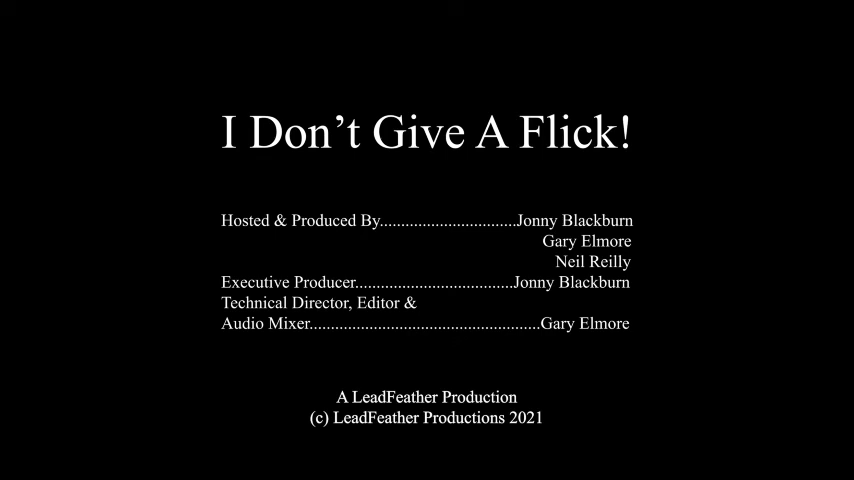 I Don’t Give A Flick!
Hosted & Produced By................................Jonny Blackburn
Gary Elmore
Neil Reilly
Executive Producer.....................................Jonny Blackburn
Technical Director, Editor &
Audio Mixer......................................................Gary Elmore
A LeadFeather Production
(c) LeadFeather Productions 2021